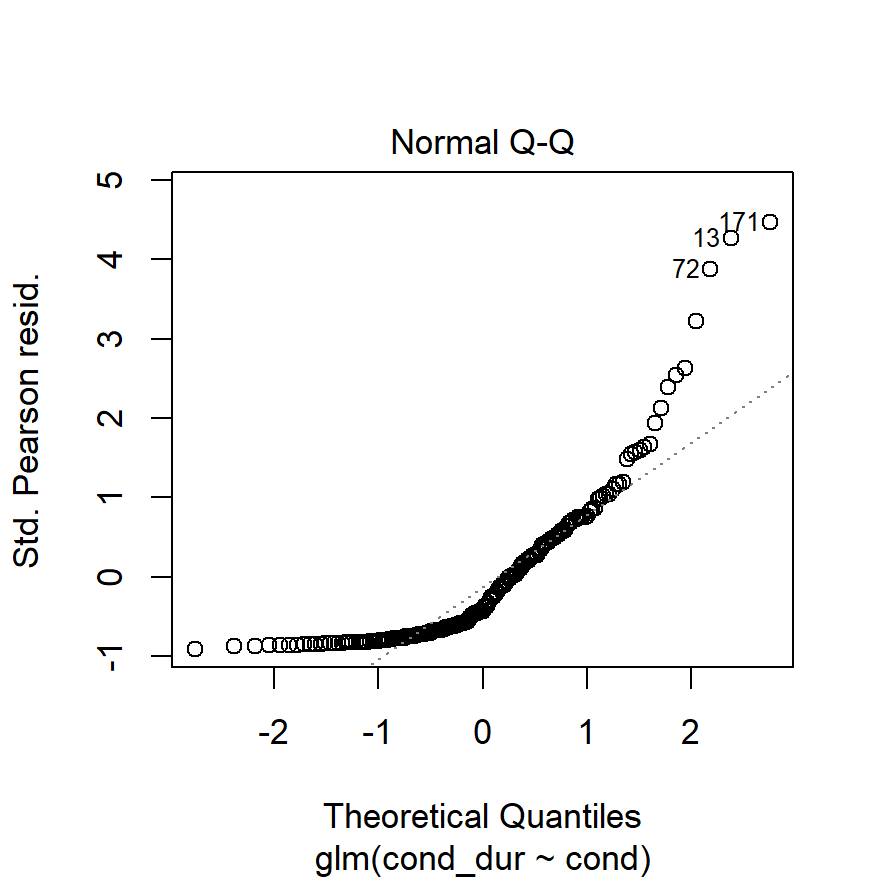 Normal Q-Q
Std. Pearson resid.
5
4
3
2
1
0
-1
171
13
72
-2 -1 0 1 2
Theoretical Quantiles
glm(cond_dur ~ cond)